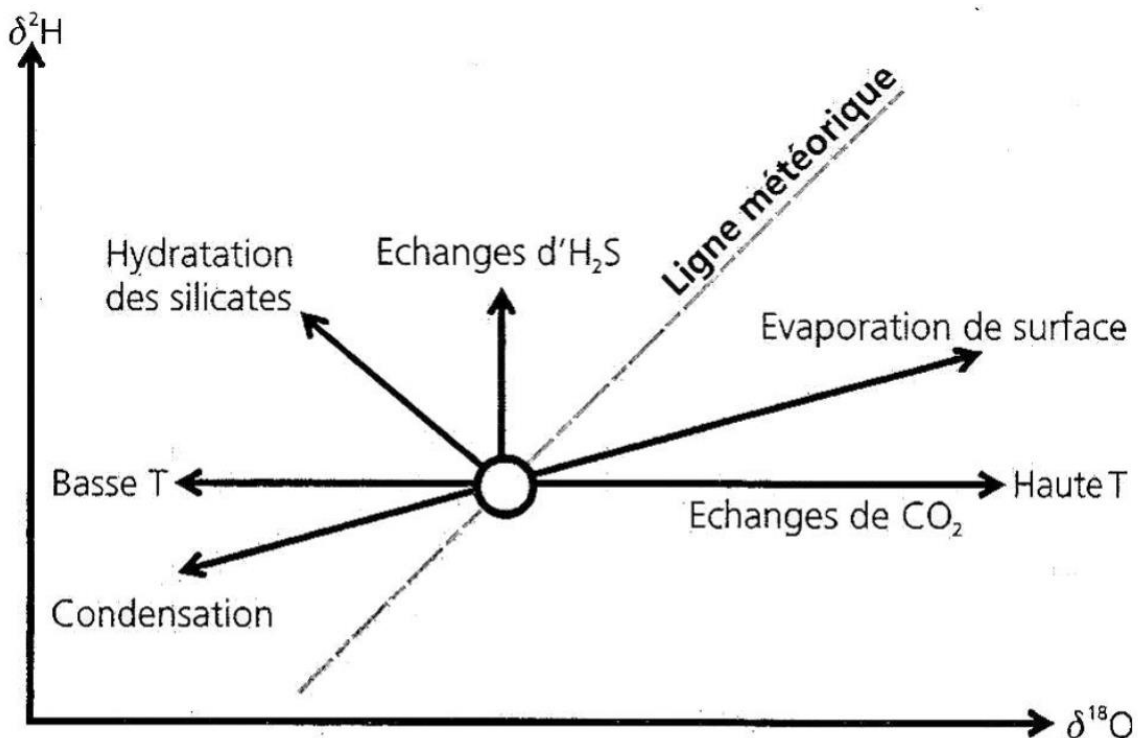 δ²H
Ligne météorique
Hydratation
des silicates
Echanges d'H₂S
Evaporation de surface
Basse T
Haute T
Echanges de CO₂
Condensation
δ¹⁸O